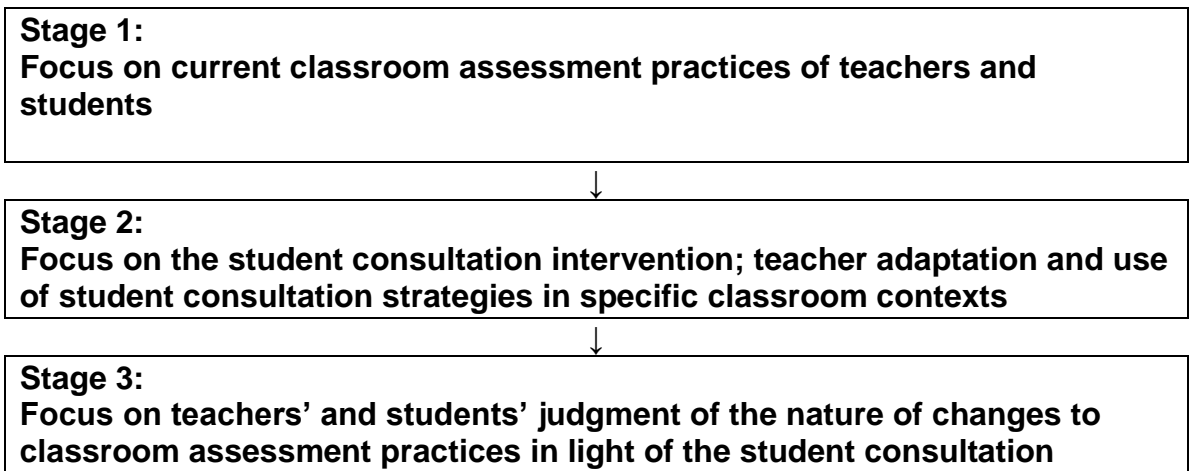 Stage 1:
Focus on current classroom assessment practices of teachers and
students
↓
Stage 2:
Focus on the student consultation intervention; teacher adaptation and use
of student consultation strategies in specific classroom contexts
↓
Stage 3:
Focus on teachers’ and students’ judgment of the nature of changes to
classroom assessment practices in light of the student consultation